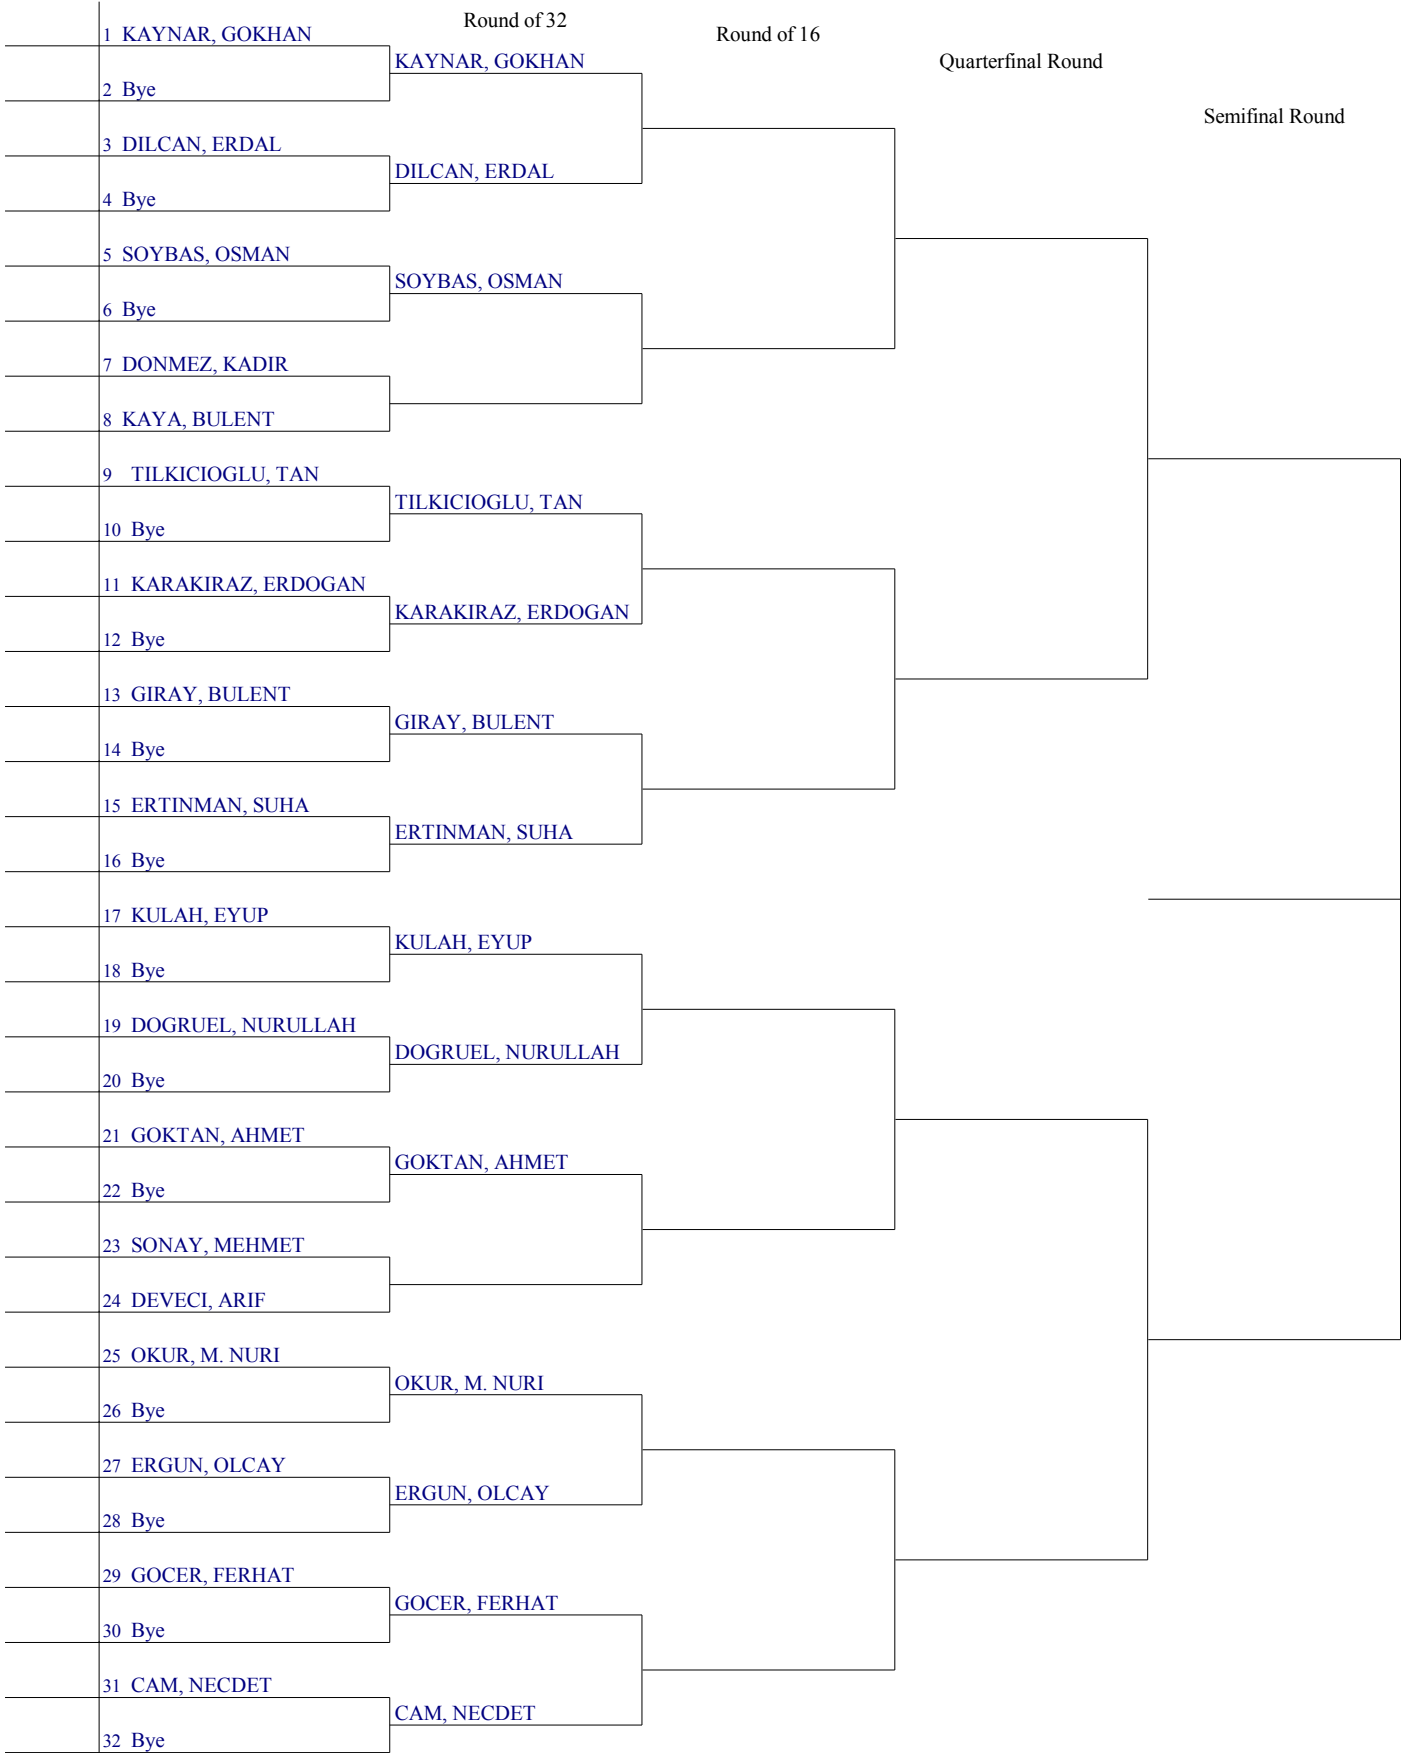 Round of 32
Round of 16
Quarterfinal Round
Semifinal Round
1 KAYNAR, GOKHAN
KAYNAR, GOKHAN
2 Bye
3 DILCAN, ERDAL
DILCAN, ERDAL
4 Bye
5 SOYBAS, OSMAN
SOYBAS, OSMAN
6 Bye
7 DONMEZ, KADIR
8 KAYA, BULENT
9 TILKICIOGLU, TAN
TILKICIOGLU, TAN
10 Bye
11 KARAKIRAZ, ERDOGAN
KARAKIRAZ, ERDOGAN
12 Bye
13 GIRAY, BULENT
GIRAY, BULENT
14 Bye
15 ERTINMAN, SUHA
ERTINMAN, SUHA
16 Bye
17 KULAH, EYUP
KULAH, EYUP
18 Bye
19 DOGRUEL, NURULLAH
DOGRUEL, NURULLAH
20 Bye
21 GOKTAN, AHMET
GOKTAN, AHMET
22 Bye
23 SONAY, MEHMET
24 DEVECI, ARIF
25 OKUR, M. NURI
OKUR, M. NURI
26 Bye
27 ERGUN, OLCAY
ERGUN, OLCAY
28 Bye
29 GOCER, FERHAT
GOCER, FERHAT
30 Bye
31 CAM, NECDET
CAM, NECDET
32 Bye